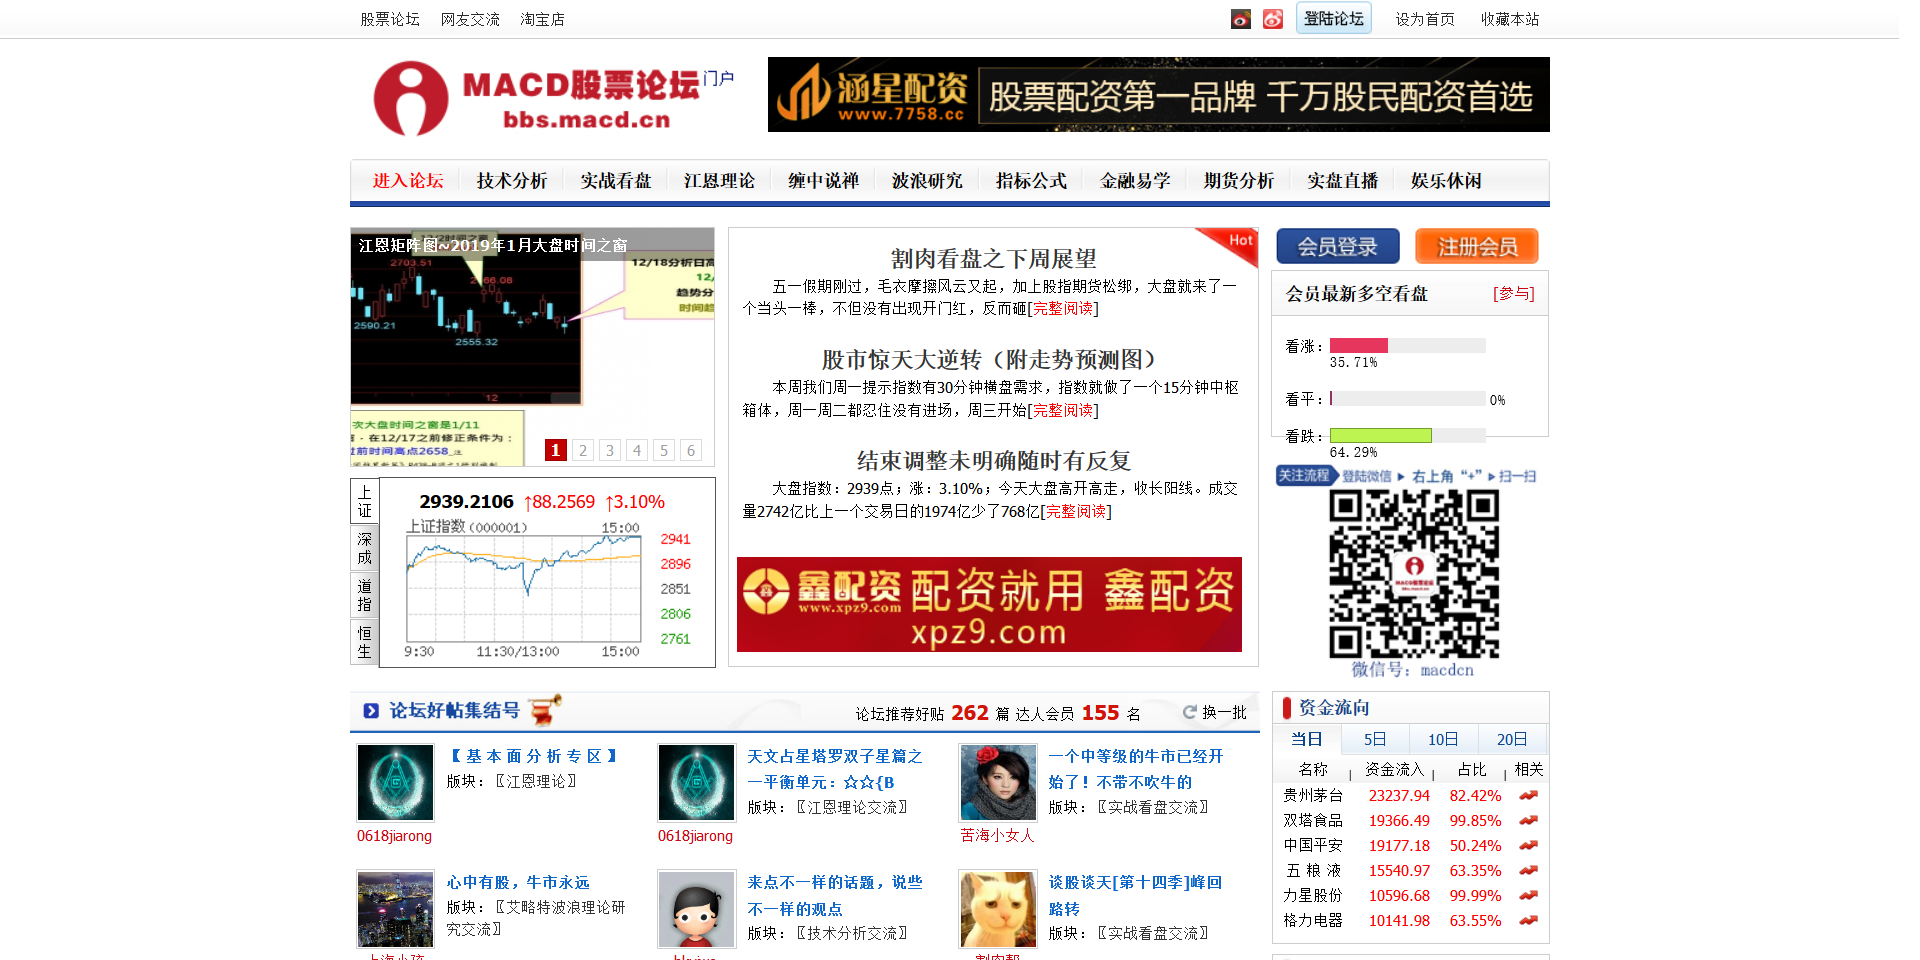 股票论坛 网友交流 淘宝店 登陆论坛 设为首页 收藏本站
MACD股票论坛 门户
bbs.macd.cn
涵星配资
www.7758.cc
股票配资第一品牌 千万股民配资首选
进入论坛 技术分析 实战看盘 江恩理论 缠中说禅 波浪研究 指标公式 金融易学 期货分析 实盘直播 娱乐休闲
江恩矩阵图~2019年1月大盘时间之窗
2703.51
12/18分析日高
2590.21
2555.32
趋势分
时间超
12
次大盘时间之窗是1/11
在12/17之前修正条件为：
前时间高点2658
1 2 3 4 5 6
上证
深成
道指
恒生
2939.2106 ↑88.2569 ↑3.10%
上证指数(000001) 15:00
2941
2896
2851
2806
2761
9:30 11:30/13:00 15:00
Hot
割肉看盘之下周展望
五一假期刚过，毛衣摩擦风云又起，加上股指期货松绑，大盘就来了一
个当头一棒，不但没有出现开门红，反而砸[完整阅读]
股市惊天大逆转（附走势预测图）
本周我们周一提示指数有30分钟横盘需求，指数就做了一个15分钟中枢
箱体，周一周二都忍住没有进场，周三开始[完整阅读]
结束调整未明确随时有反复
大盘指数：2939点；涨：3.10%；今天大盘高开高走，收长阳线。成交
量2742亿比上一个交易日的1974亿少了768亿[完整阅读]
鑫配资
www.xpz9.com
配资就用 鑫配资
xpz9.com
会员登录 注册会员
会员最新多空看盘 [参与]
看涨：
35.71%
看平： 0%
看跌：
64.29%
关注流程 登陆微信 右上角 “+” 扫一扫
MACD股票论坛
微信号：macdcn
论坛好帖集结号 论坛推荐好贴 262 篇 达人会员 155 名 换一批
【 基 本 面 分 析 专 区 】
版块：〖江恩理论〗
0618jiarong
天文占星塔罗双子星篇之
一平衡单元：☆☆{B
版块：〖江恩理论交流〗
0618jiarong
一个中等级的牛市已经开
始了！不带不吹牛的
版块：〖实战看盘交流〗
苦海小女人
心中有股，牛市永远
版块：〖艾略特波浪理论研
究交流〗
上海小孩
来点不一样的话题，说些
不一样的观点
版块：〖技术分析交流〗
谈股谈天[第十四季]峰回
路转
版块：〖实战看盘交流〗
割肉帮
资金流向
当日 5日 10日 20日
名称 资金流入 占比 相关
贵州茅台 23237.94 82.42%
双塔食品 19366.49 99.85%
中国平安 19177.18 50.24%
五 粮 液 15540.97 63.35%
力星股份 10596.68 99.99%
格力电器 10141.98 63.55%